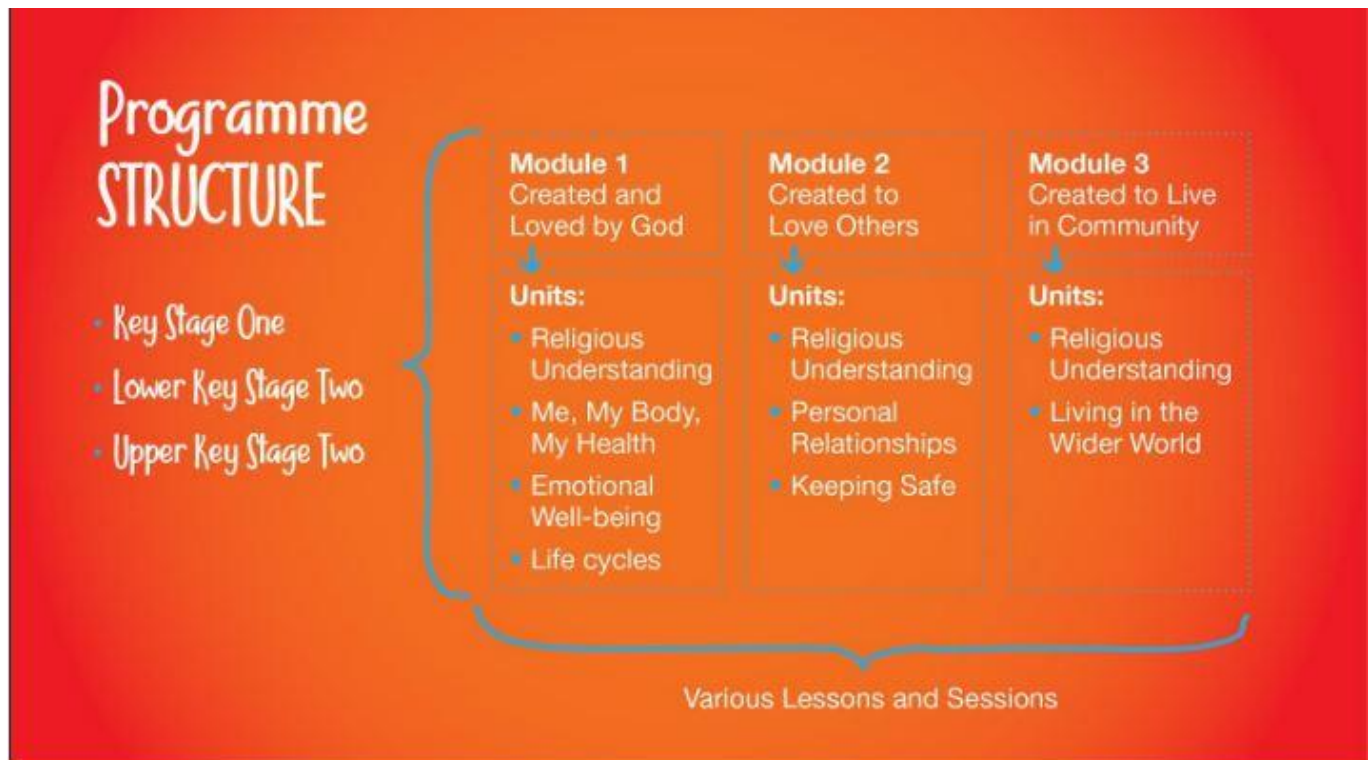 Programme
STRUCTURE
• Key Stage One
• Lower Key Stage Two
• Upper Key Stage Two
Module 1
Created and
Loved by God
Units:
• Religious
Understanding
• Me, My Body,
My Health
• Emotional
Well-being
• Life cycles
Module 2
Created to
Love Others
Units:
• Religious
Understanding
• Personal
Relationships
• Keeping Safe
Module 3
Created to Live
in Community
Units:
• Religious
Understanding
• Living in the
Wider World
Various Lessons and Sessions